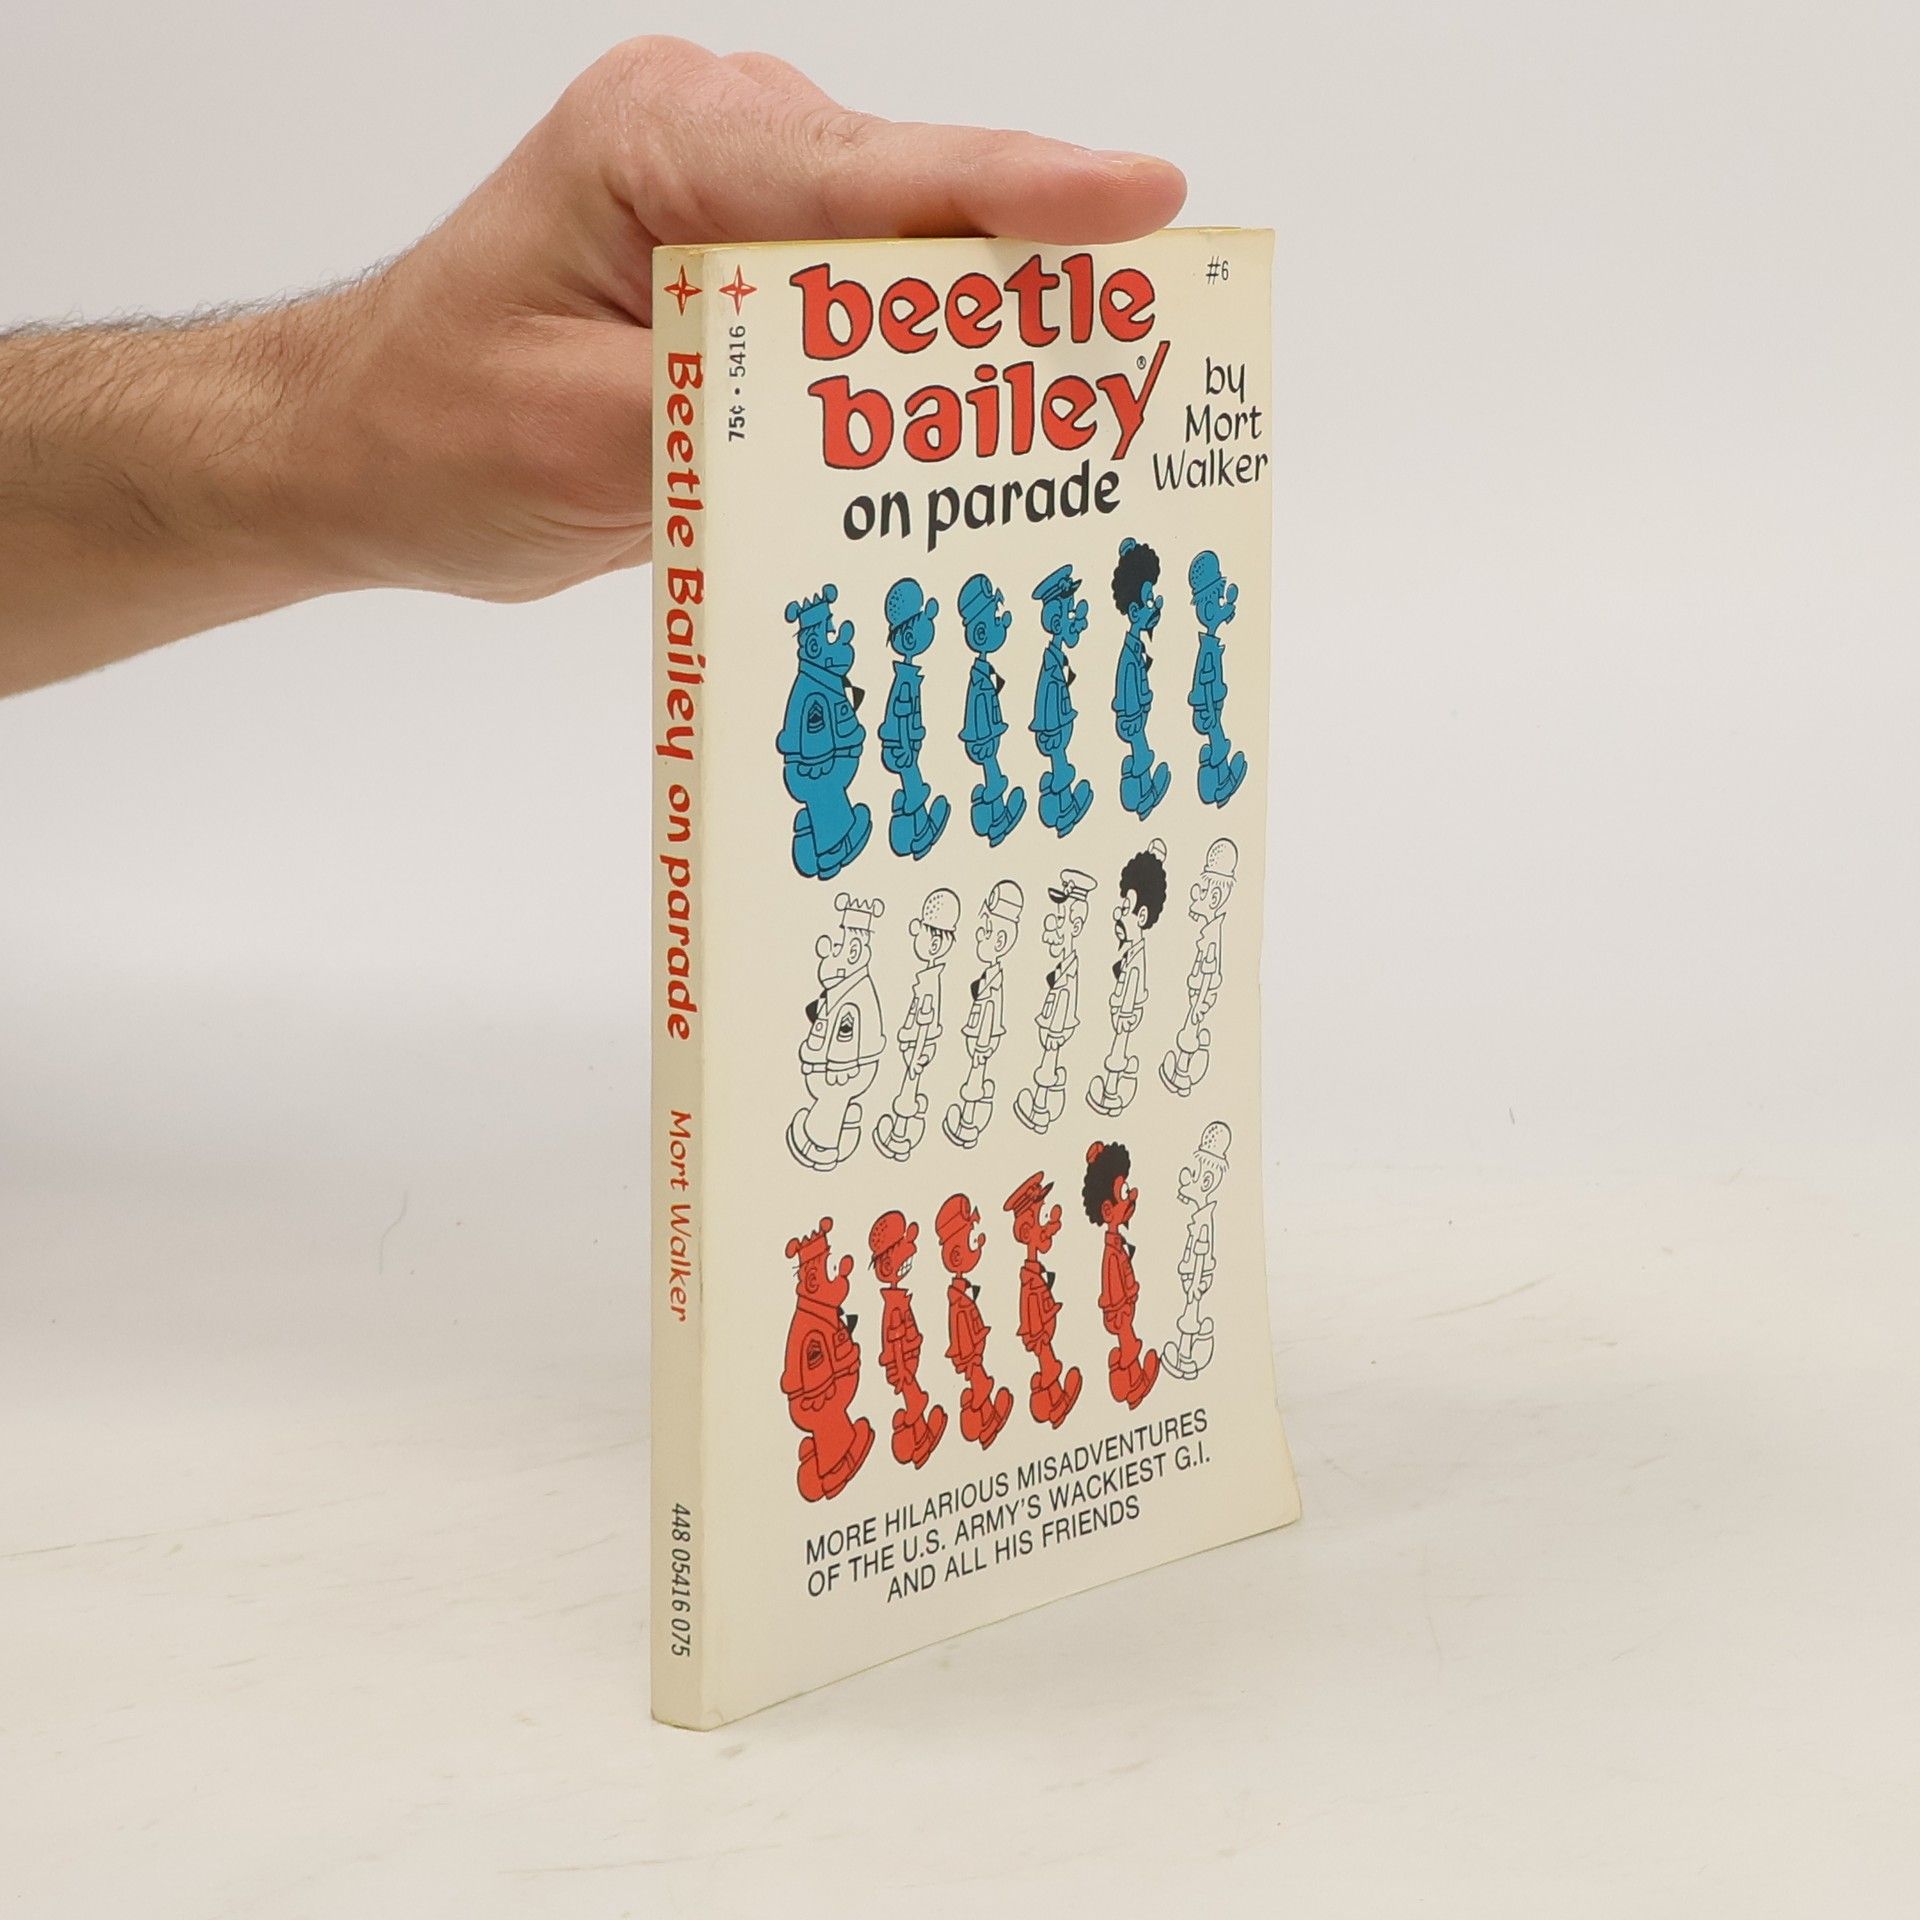 Beetle Bailey on parade Mort Walker 448 05416 075
75¢ • 5416
beetle
bailey®
on parade
#6
by
Mort
Walker
MORE HILARIOUS MISADVENTURES
OF THE U.S. ARMY'S WACKIEST G.I.
AND ALL HIS FRIENDS